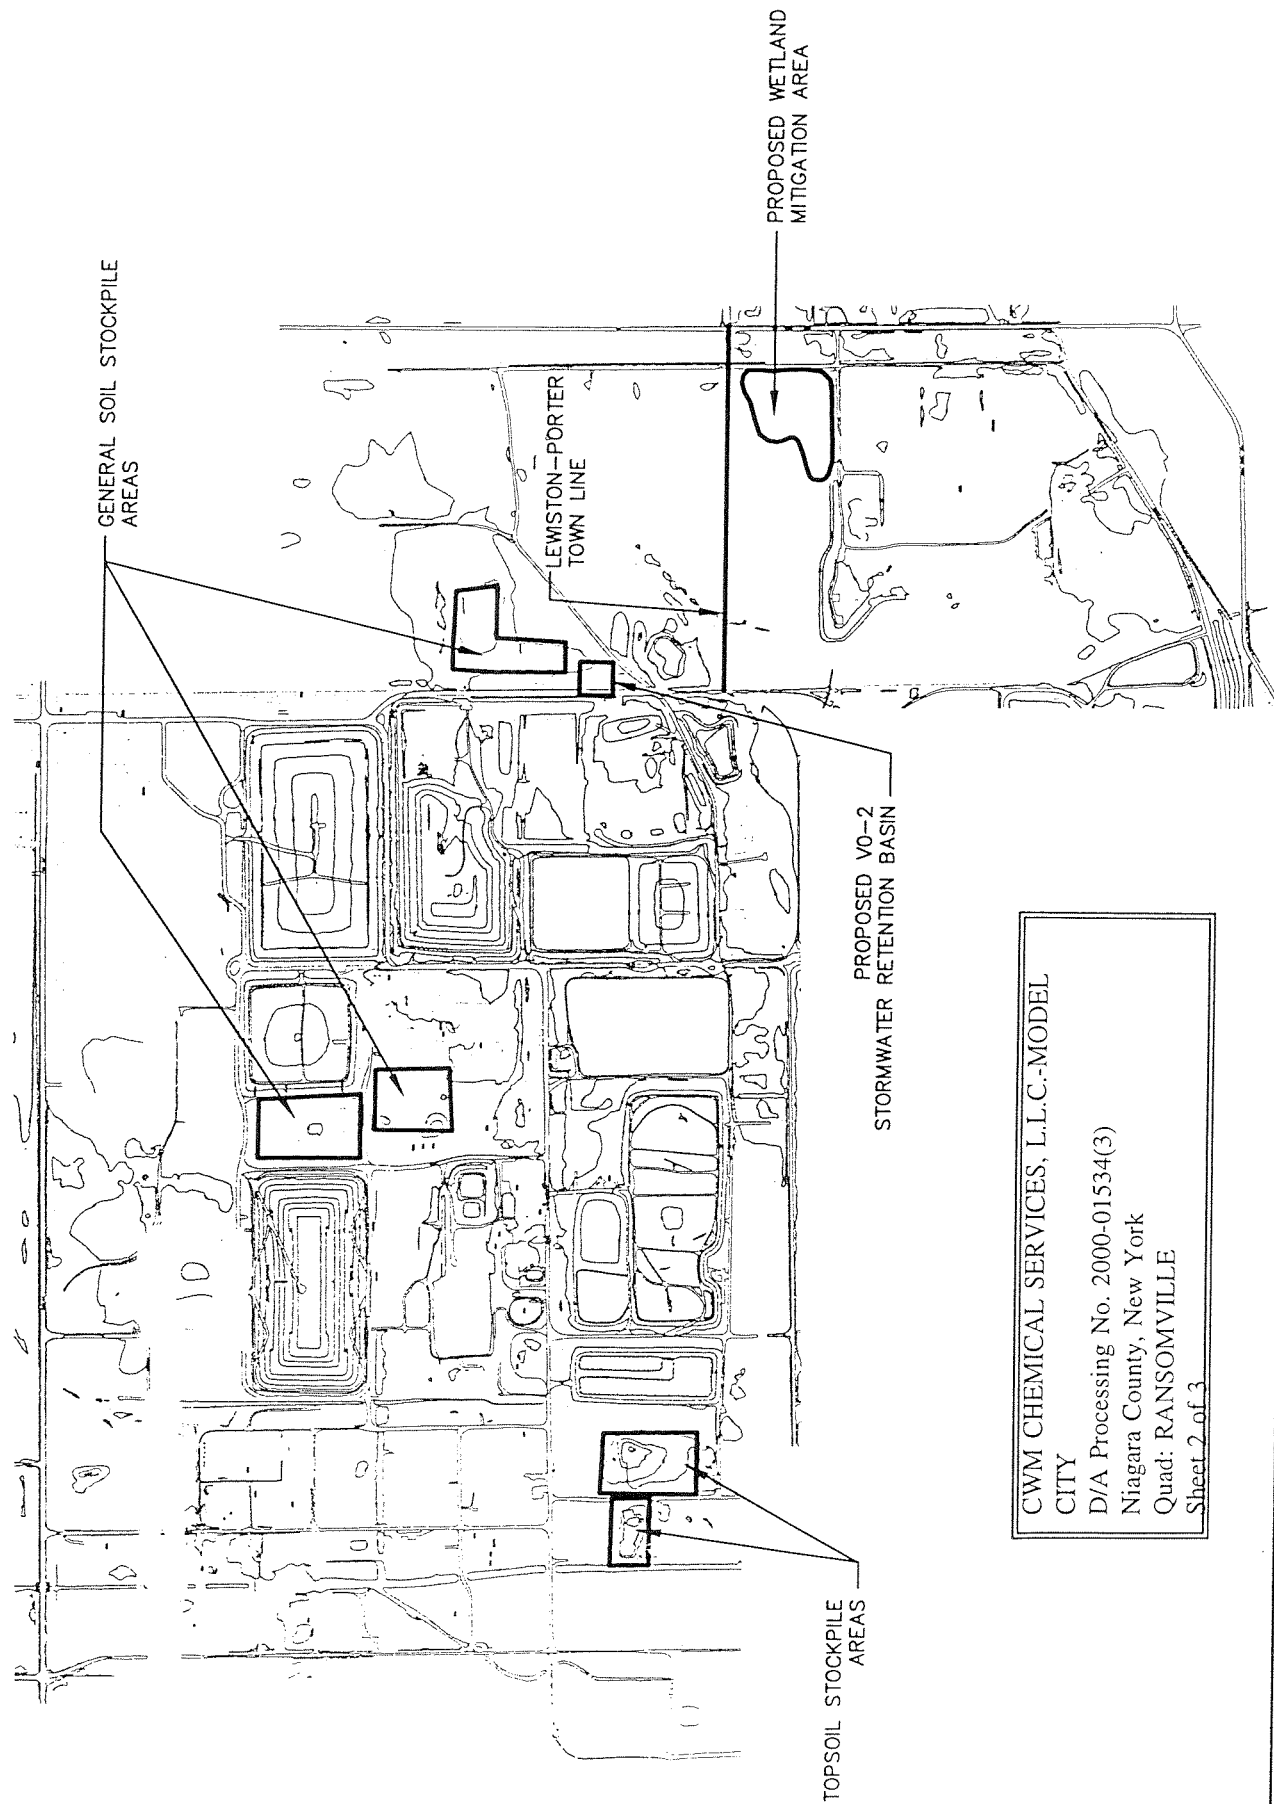 GENERAL SOIL STOCKPILE
AREAS
PROPOSED WETLAND
MITIGATION AREA
LEWISTON-PORTER
TOWN LINE
PROPOSED VO-2
STORMWATER RETENTION BASIN
TOPSOIL STOCKPILE
AREAS
CWM CHEMICAL SERVICES, L.L.C.-MODEL
CITY
D/A Processing No. 2000-01534(3)
Niagara County, New York
Quad: RANSOMVILLE
Sheet 2 of 3